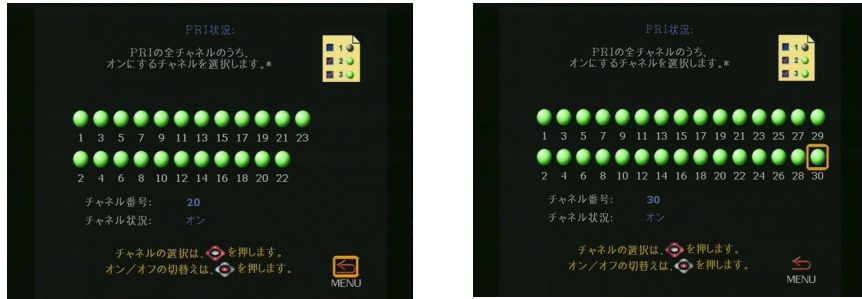 PRI状況:
PRIの全チャネルのうち、
オンにするチャネルを選択します。*
1
2
3
1 3 5 7 9 11 13 15 17 19 21 23
2 4 6 8 10 12 14 16 18 20 22
チャネル番号: 20
チャネル状況: オン
チャネルの選択は、を押します。
オン/オフの切替えは、を押します。
MENU
PRI状況:
PRIの全チャネルのうち、
オンにするチャネルを選択します。*
1
2
3
1 3 5 7 9 11 13 15 17 19 21 23 25 27 29
2 4 6 8 10 12 14 16 18 20 22 24 26 28 30
チャネル番号: 30
チャネル状況: オン
チャネルの選択は、を押します。
オン/オフの切替えは、を押します。
MENU